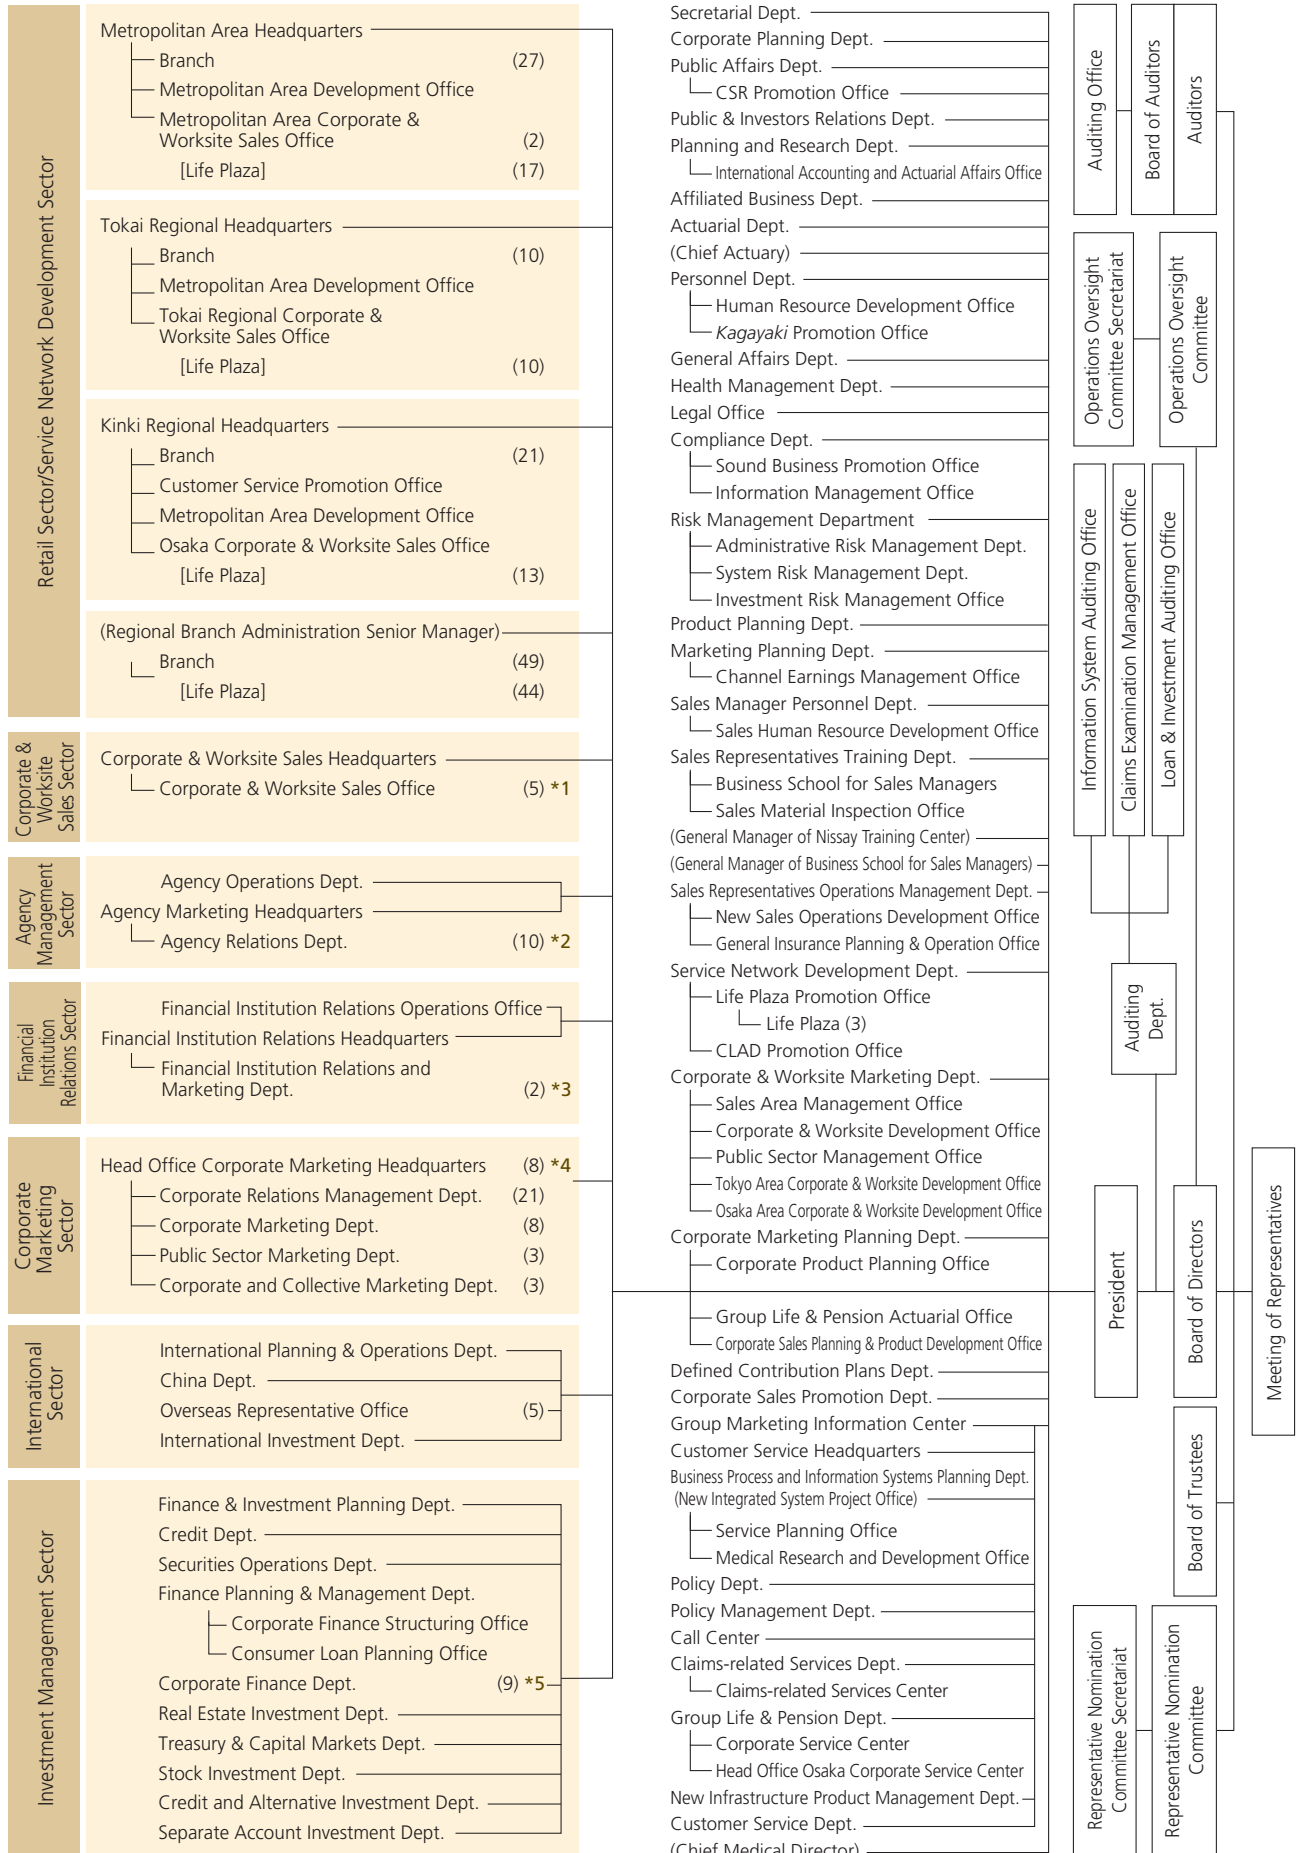 Retail Sector/Service Network Development Sector
Metropolitan Area Headquarters
Branch (27)
Metropolitan Area Development Office
Metropolitan Area Corporate &
Worksite Sales Office (2)
[Life Plaza] (17)
Tokai Regional Headquarters
Branch (10)
Metropolitan Area Development Office
Tokai Regional Corporate &
Worksite Sales Office
[Life Plaza] (10)
Kinki Regional Headquarters
Branch (21)
Customer Service Promotion Office
Metropolitan Area Development Office
Osaka Corporate & Worksite Sales Office
[Life Plaza] (13)
(Regional Branch Administration Senior Manager)
Branch (49)
[Life Plaza] (44)
Corporate &
Worksite
Sales Sector
Corporate & Worksite Sales Headquarters
Corporate & Worksite Sales Office (5) *1
Agency
Management
Sector
Agency Operations Dept.
Agency Marketing Headquarters
Agency Relations Dept. (10) *2
Financial
Institution
Relations Sector
Financial Institution Relations Operations Office
Financial Institution Relations Headquarters
Financial Institution Relations and
Marketing Dept. (2) *3
Corporate
Marketing
Sector
Head Office Corporate Marketing Headquarters (8) *4
Corporate Relations Management Dept. (21)
Corporate Marketing Dept. (8)
Public Sector Marketing Dept. (3)
Corporate and Collective Marketing Dept. (3)
International
Sector
International Planning & Operations Dept.
China Dept.
Overseas Representative Office (5)
International Investment Dept.
Investment Management Sector
Finance & Investment Planning Dept.
Credit Dept.
Securities Operations Dept.
Finance Planning & Management Dept.
Corporate Finance Structuring Office
Consumer Loan Planning Office
Corporate Finance Dept. (9) *5
Real Estate Investment Dept.
Treasury & Capital Markets Dept.
Stock Investment Dept.
Credit and Alternative Investment Dept.
Separate Account Investment Dept.
Secretarial Dept.
Corporate Planning Dept.
Public Affairs Dept.
CSR Promotion Office
Public & Investors Relations Dept.
Planning and Research Dept.
International Accounting and Actuarial Affairs Office
Affiliated Business Dept.
Actuarial Dept.
(Chief Actuary)
Personnel Dept.
Human Resource Development Office
Kagayaki Promotion Office
General Affairs Dept.
Health Management Dept.
Legal Office
Compliance Dept.
Sound Business Promotion Office
Information Management Office
Risk Management Department
Administrative Risk Management Dept.
System Risk Management Dept.
Investment Risk Management Office
Product Planning Dept.
Marketing Planning Dept.
Channel Earnings Management Office
Sales Manager Personnel Dept.
Sales Human Resource Development Office
Sales Representatives Training Dept.
Business School for Sales Managers
Sales Material Inspection Office
(General Manager of Nissay Training Center)
(General Manager of Business School for Sales Managers)
Sales Representatives Operations Management Dept.
New Sales Operations Development Office
General Insurance Planning & Operation Office
Service Network Development Dept.
Life Plaza Promotion Office
Life Plaza (3)
CLAD Promotion Office
Corporate & Worksite Marketing Dept.
Sales Area Management Office
Corporate & Worksite Development Office
Public Sector Management Office
Tokyo Area Corporate & Worksite Development Office
Osaka Area Corporate & Worksite Development Office
Corporate Marketing Planning Dept.
Corporate Product Planning Office
Group Life & Pension Actuarial Office
Corporate Sales Planning & Product Development Office
Defined Contribution Plans Dept.
Corporate Sales Promotion Dept.
Group Marketing Information Center
Customer Service Headquarters
Business Process and Information Systems Planning Dept.
(New Integrated System Project Office)
Service Planning Office
Medical Research and Development Office
Policy Dept.
Policy Management Dept.
Call Center
Claims-related Services Dept.
Claims-related Services Center
Group Life & Pension Dept.
Corporate Service Center
Head Office Osaka Corporate Service Center
New Infrastructure Product Management Dept.
Customer Service Dept.
(Chief Medical Director)
Auditing Office
Board of Auditors
Auditors
Operations Oversight
Committee Secretariat
Operations Oversight
Committee
Information System Auditing Office
Claims Examination Management Office
Loan & Investment Auditing Office
Auditing
Dept.
President
Board of Directors
Meeting of Representatives
Board of Trustees
Representative Nomination
Committee Secretariat
Representative Nomination
Committee